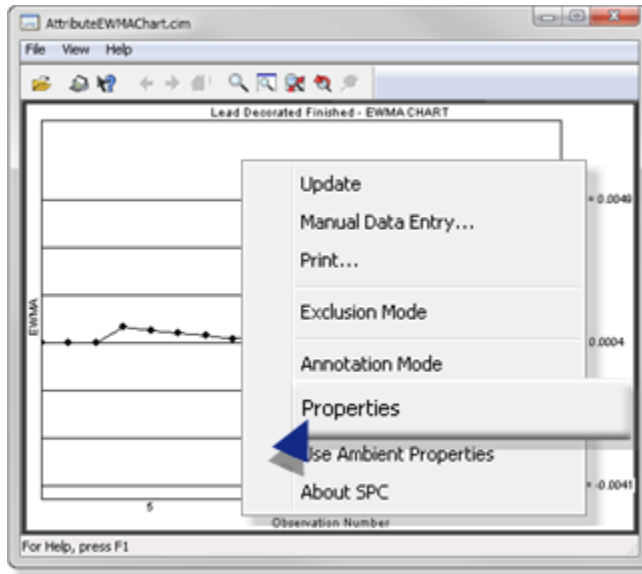 AttributeEWMAChart.cim
File View Help
Lead Decorated Finished - EWMA CHART
Update
Manual Data Entry...
Print...
Exclusion Mode
Annotation Mode
Properties
Use Ambient Properties
About SPC
= 0.0049
0.0004
= -0.0041
EWMA
5
Observation Number
For Help, press F1